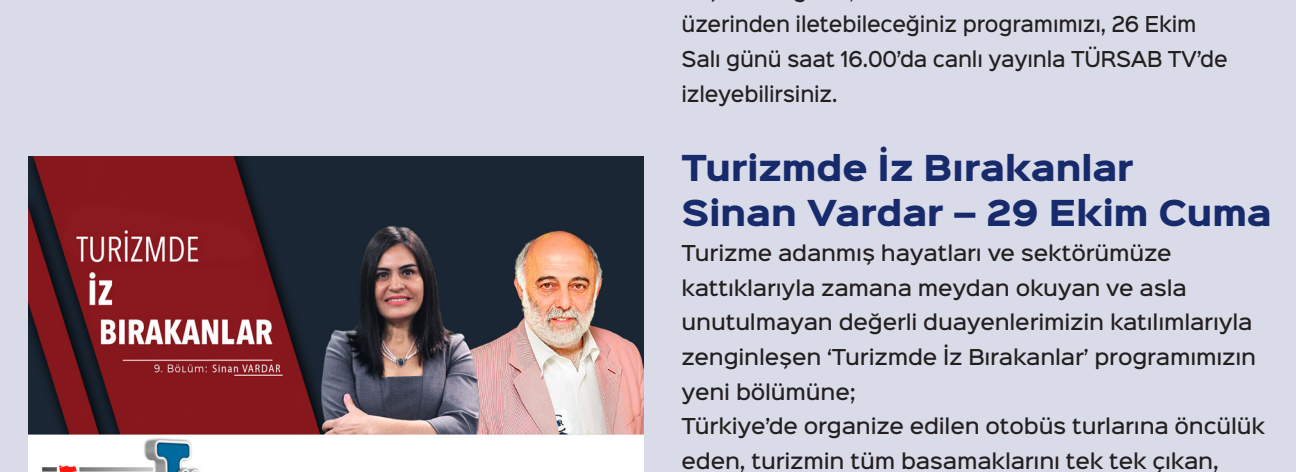 üzerinden iletebileceğiniz programımızı, 26 Ekim
Salı günü saat 16.00’da canlı yayınla TÜRSAB TV’de
izleyebilirsiniz.
TURİZMDE
İZ
BIRAKANLAR
9. BöLüm: Sinan VARDAR
Turizmde İz Bırakanlar
Sinan Vardar – 29 Ekim Cuma
Turizme adanmış hayatları ve sektörümüze
kattıklarıyla zamana meydan okuyan ve asla
unutulmayan değerli duayenlerimizin katılımlarıyla
zenginleşen ‘Turizmde İz Bırakanlar’ programımızın
yeni bölümüne;
Türkiye’de organize edilen otobüs turlarına öncülük
eden, turizmin tüm basamaklarını tek tek çıkan,